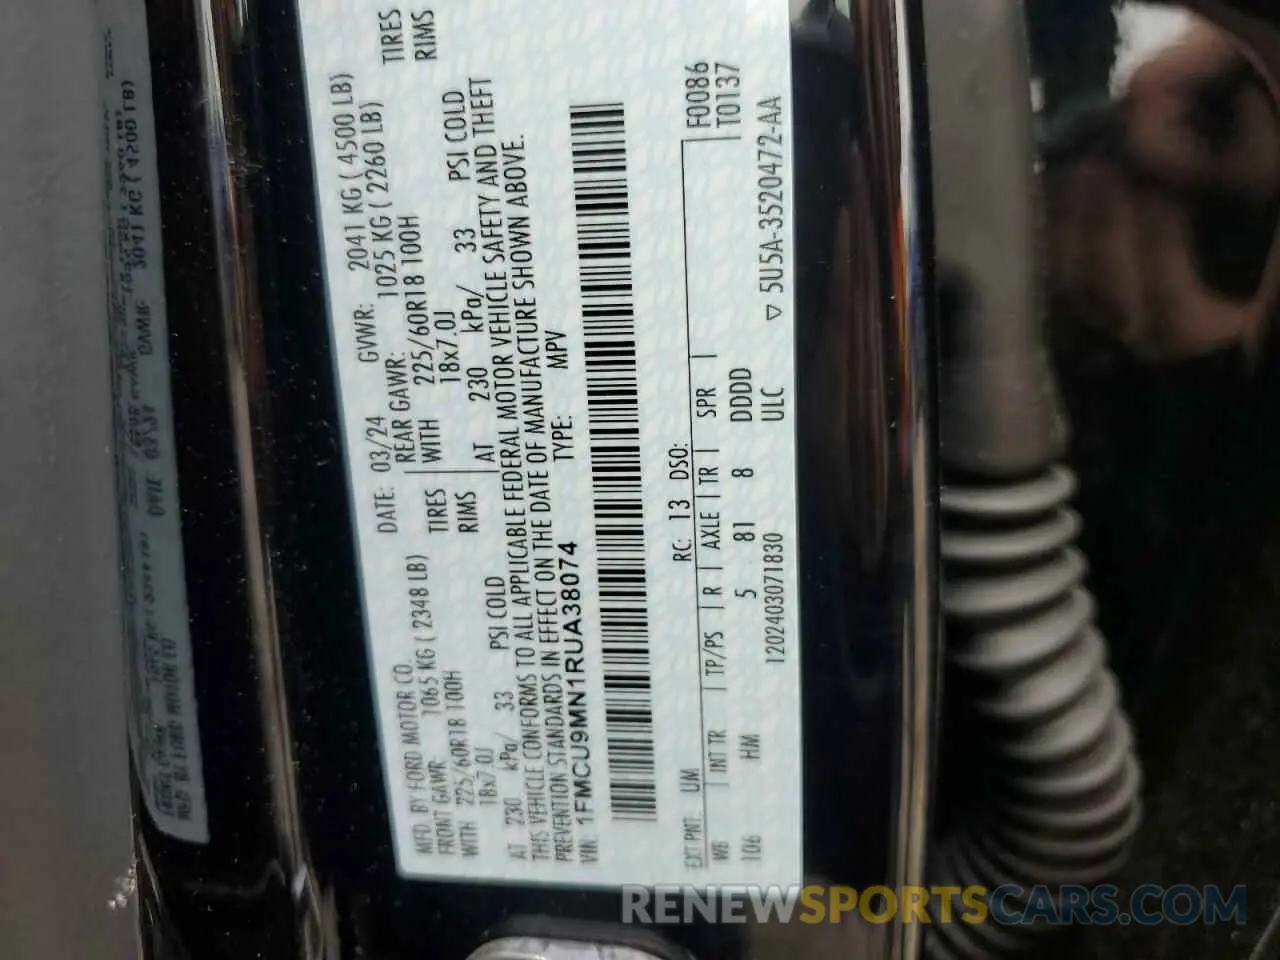 MFD. BY FORD MOTOR CO.
DATE: 03/24 GVWR: 2041 KG ( 4500 LB)
FRONT GAWR: 1065 KG ( 2348 LB) REAR GAWR: 1025 KG ( 2260 LB)
WITH 225/60R18 100H TIRES WITH 225/60R18 100H TIRES
18x7.0J RIMS 18x7.0J RIMS
AT 230 kPa/ 33 PSI COLD AT 230 kPa/ 33 PSI COLD
THIS VEHICLE CONFORMS TO ALL APPLICABLE FEDERAL MOTOR VEHICLE SAFETY AND THEFT
PREVENTION STANDARDS IN EFFECT ON THE DATE OF MANUFACTURE SHOWN ABOVE.
VIN: 1FMCU9MN1RUA38074 TYPE: MPV
EXT PNT: UM RC: 13 DSO: F0086
WB INT TR TP/PS R AXLE TR SPR T0137
106 HM 5 81 8 DDDD
120240307​1830 ULC ▽ 5U5A-3520472-AA
RENEWSPORTSCARS.COM